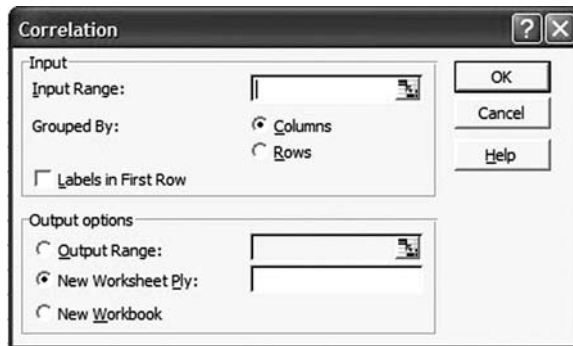 Correlation
Input
Input Range:
Grouped By:
Columns
Rows
Labels in First Row
Output options
Output Range:
New Worksheet Ply:
New Workbook
OK
Cancel
Help